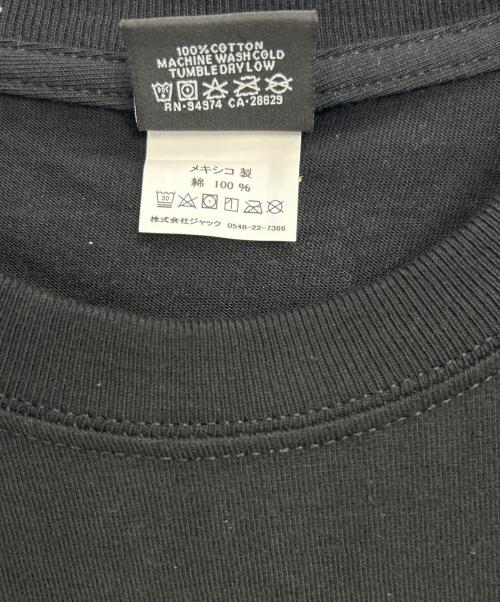 100% COTTON
MACHINE WASH COLD
TUMBLE DRY LOW
RN·94974 CA·28629
メキシコ 製
綿 100 %
30
株式会社ジャック 0548-22-7366